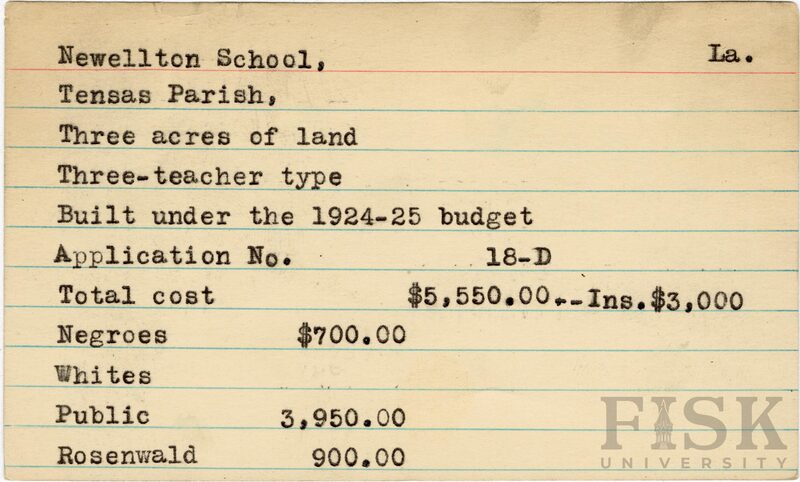 Newellton School, La.
Tensas Parish,
Three acres of land
Three-teacher type
Built under the 1924-25 budget
Application No. 18-D
Total cost $5,550.00.--Ins.$3,000
Negroes $700.00
Whites
Public 3,950.00
Rosenwald 900.00
FISK
UNIVERSITY